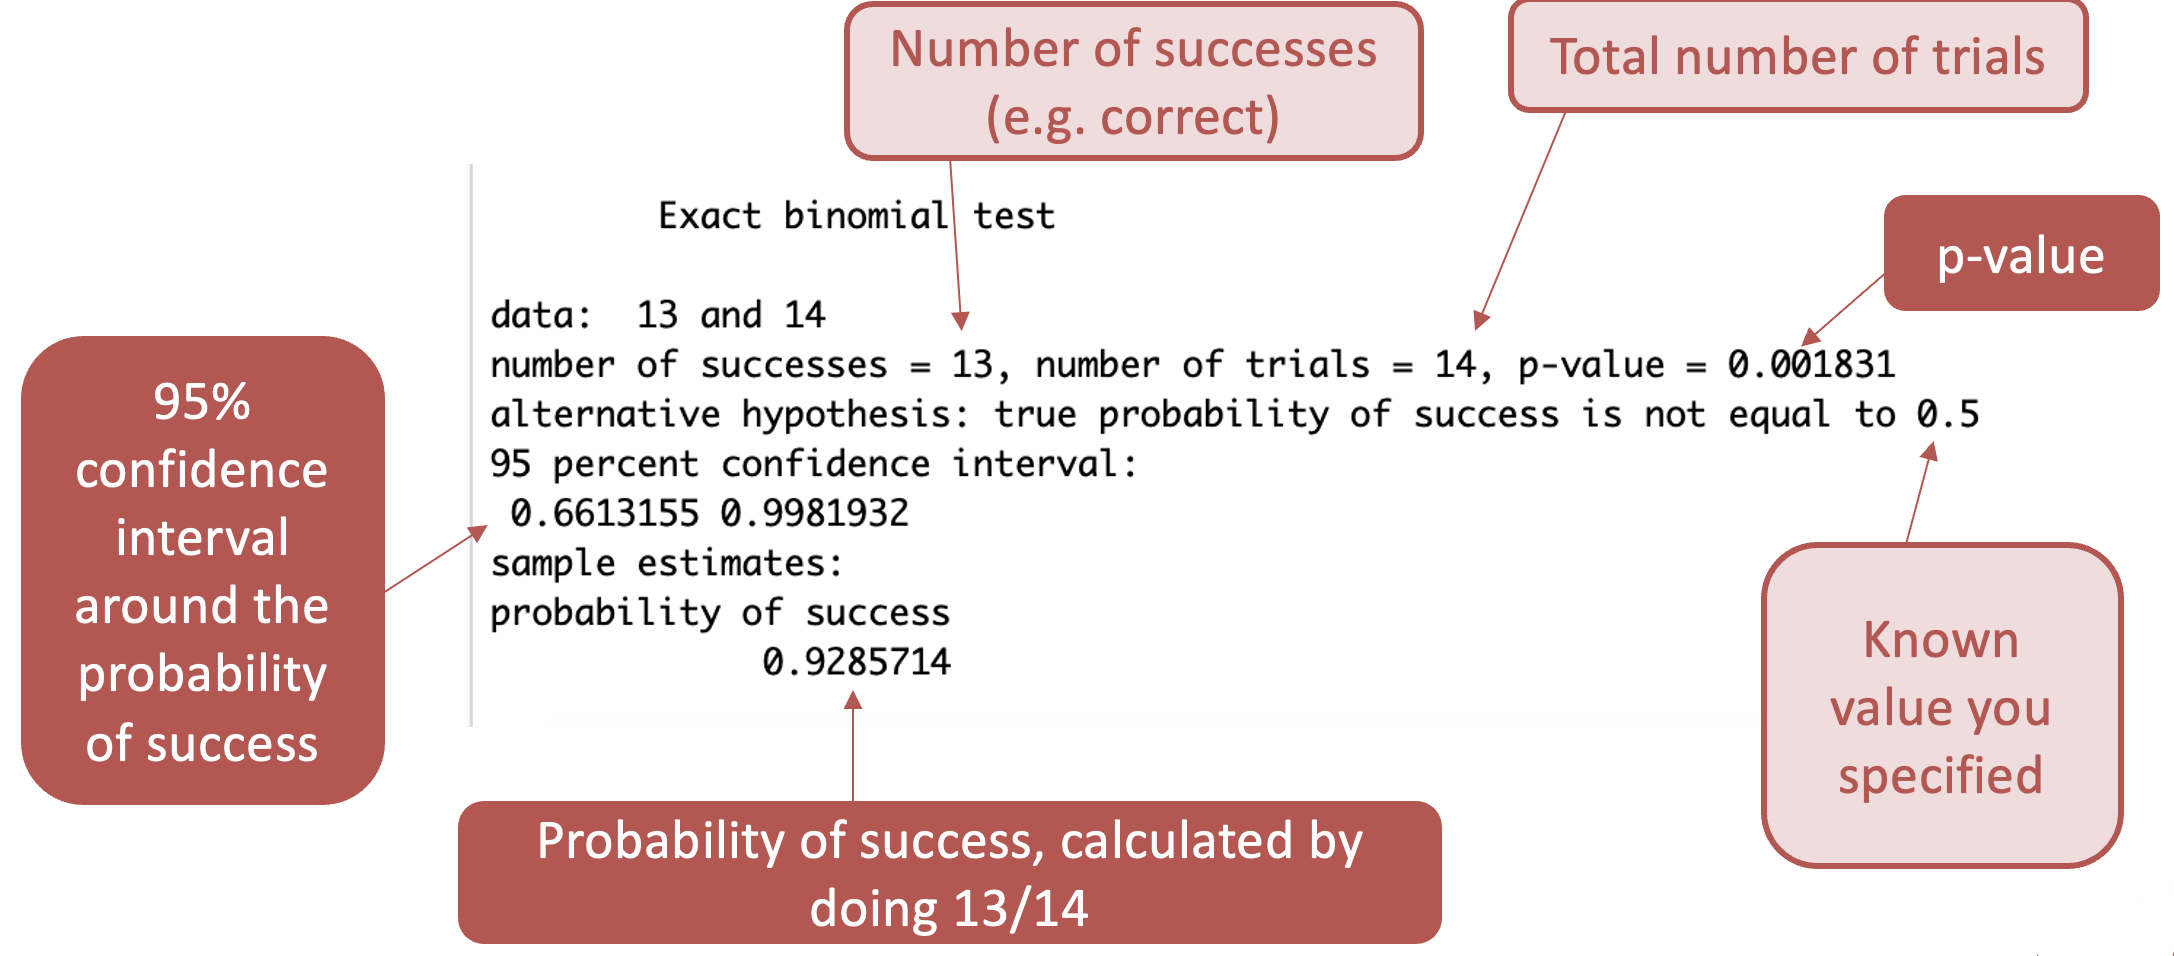 Number of successes
(e.g. correct)
Total number of trials
Exact binomial test
p-value
data:  13 and 14
number of successes = 13, number of trials = 14, p-value = 0.001831
alternative hypothesis: true probability of success is not equal to 0.5
95 percent confidence interval:
 0.6613155 0.9981932
sample estimates:
probability of success
             0.9285714
95%
confidence
interval
around the
probability
of success
Known
value you
specified
Probability of success, calculated by
doing 13/14